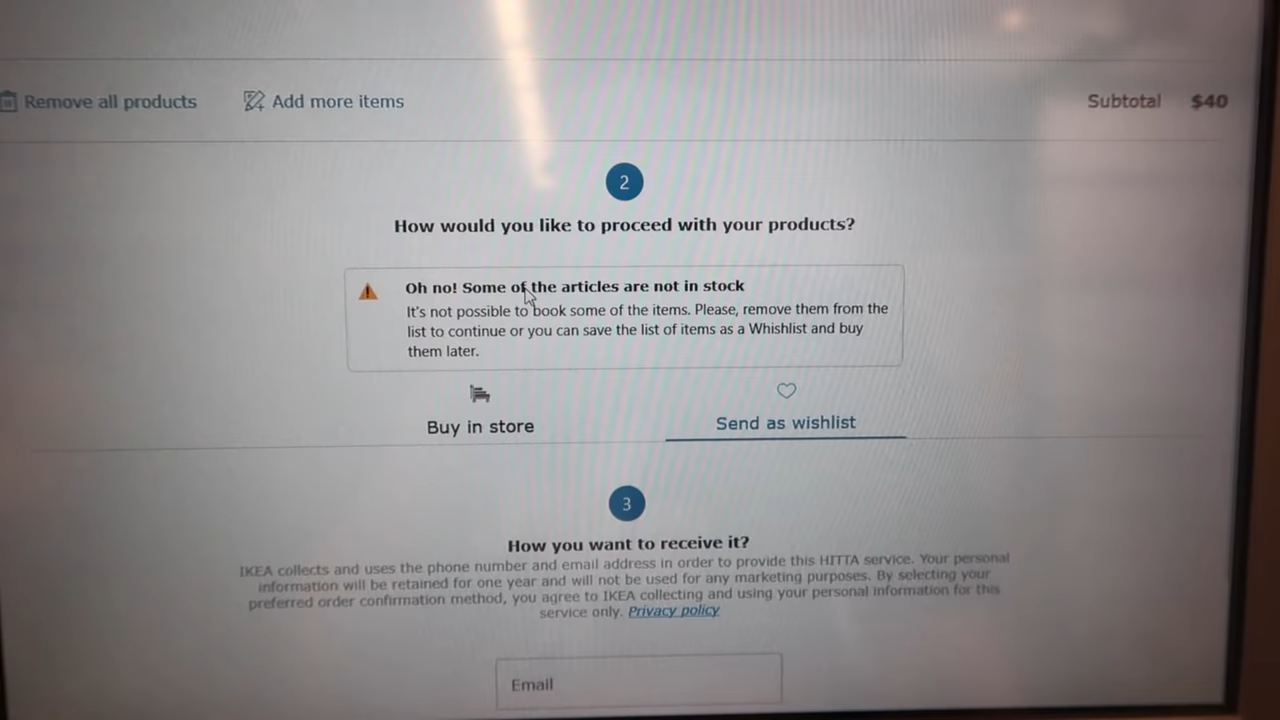 Remove all products
Add more items
Subtotal $40
2
How would you like to proceed with your products?
Oh no! Some of the articles are not in stock
It's not possible to book some of the items. Please, remove them from the
list to continue or you can save the list of items as a Whishlist and buy
them later.
Buy in store
Send as wishlist
3
How you want to receive it?
IKEA collects and uses the phone number and email address in order to provide this HITTA service. Your personal
information will be retained for one year and will not be used for any marketing purposes. By selecting your
preferred order confirmation method, you agree to IKEA collecting and using your personal information for this
service only. Privacy policy
Email